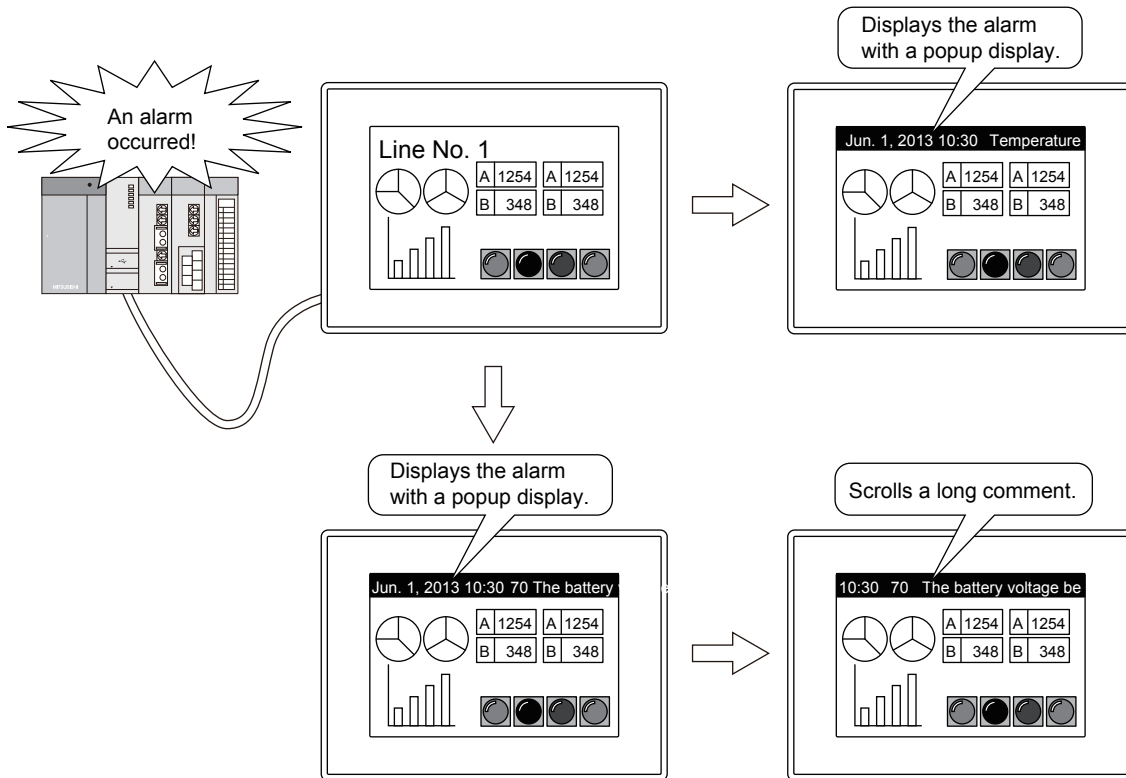 An alarm
occurred!
MITSUBISHI
Line No. 1
A 1254 A 1254
B 348 B 348
Displays the alarm
with a popup display.
Jun. 1, 2013 10:30 Temperature
A 1254 A 1254
B 348 B 348
Displays the alarm
with a popup display.
Jun. 1, 2013 10:30 70 The battery
A 1254 A 1254
B 348 B 348
Scrolls a long comment.
10:30 70 The battery voltage be
A 1254 A 1254
B 348 B 348